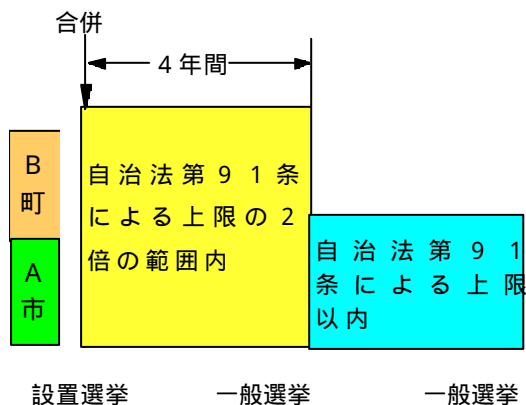 合併
4年間
B
町
A
市
自治法第91条
による上限の2
倍の範囲内
自治法第91
条による上限
以内
設置選挙 一般選挙 一般選挙